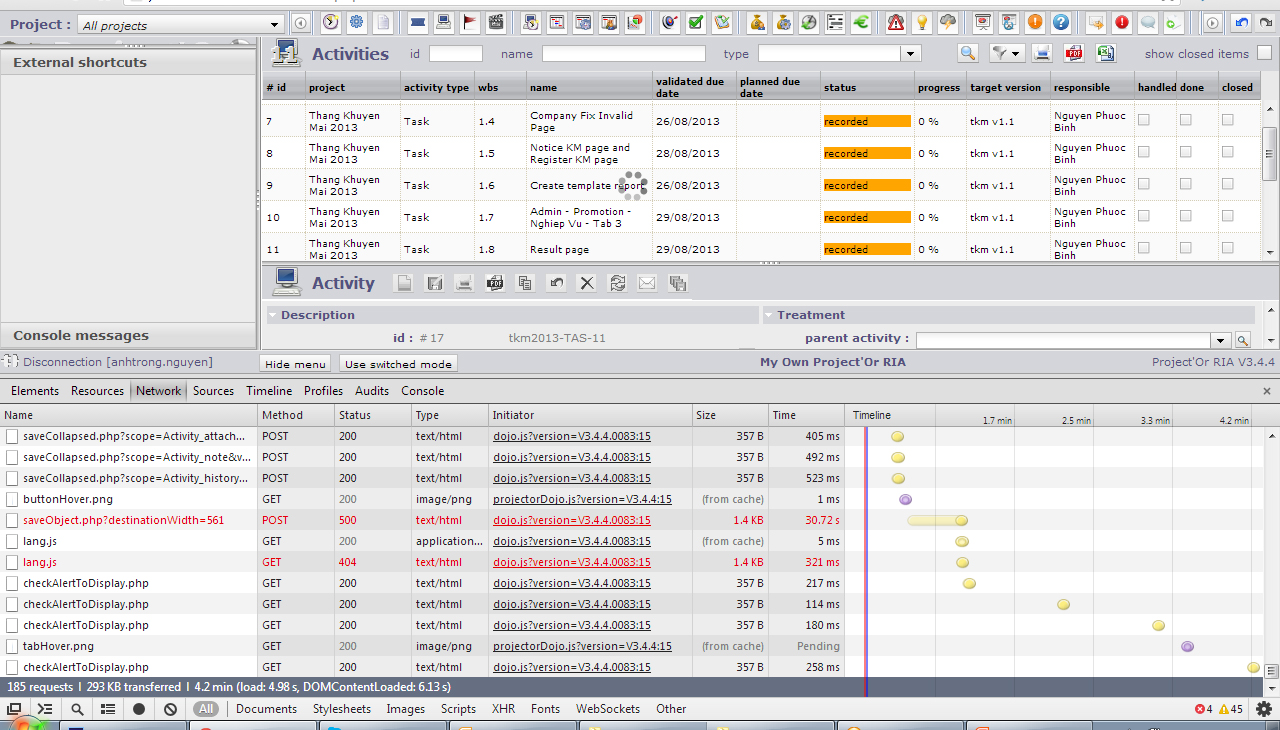 Project : All projects
External shortcuts
Console messages
Activities id name type show closed items
# id project activity type wbs name validated due date planned due date status progress target version responsible handled done closed
7 Thang Khuyen Mai 2013 Task 1.4 Company Fix Invalid Page 26/08/2013 recorded 0 % tkm v1.1 Nguyen Phuoc Binh
8 Thang Khuyen Mai 2013 Task 1.5 Notice KM page and Register KM page 28/08/2013 recorded 0 % tkm v1.1 Nguyen Phuoc Binh
9 Thang Khuyen Mai 2013 Task 1.6 Create template report 26/08/2013 recorded 0 % tkm v1.1 Nguyen Phuoc Binh
10 Thang Khuyen Mai 2013 Task 1.7 Admin - Promotion - Nghiep Vu - Tab 3 29/08/2013 recorded 0 % tkm v1.1 Nguyen Phuoc Binh
11 Thang Khuyen Mai 2013 Task 1.8 Result page 29/08/2013 recorded 0 % tkm v1.1 Nguyen Phuoc Binh
Activity
Description Treatment
id : # 17 tkm2013-TAS-11 parent activity :
Disconnection [anhtrong.nguyen] Hide menu Use switched mode My Own Project'Or RIA Project'Or RIA V3.4.4
Elements Resources Network Sources Timeline Profiles Audits Console
Name Method Status Type Initiator Size Time Timeline 1.7 min 2.5 min 3.3 min 4.2 min
saveCollapsed.php?scope=Activity_attach... POST 200 text/html dojo.js?version=V3.4.4.0083:15 357 B 405 ms
saveCollapsed.php?scope=Activity_note&v... POST 200 text/html dojo.js?version=V3.4.4.0083:15 357 B 492 ms
saveCollapsed.php?scope=Activity_history... POST 200 text/html dojo.js?version=V3.4.4.0083:15 357 B 523 ms
buttonHover.png GET 200 image/png projectorDojo.js?version=V3.4.4:15 (from cache) 1 ms
saveObject.php?destinationWidth=561 POST 500 text/html dojo.js?version=V3.4.4.0083:15 1.4 KB 30.72 s
lang.js GET 200 application... dojo.js?version=V3.4.4.0083:15 (from cache) 5 ms
lang.js GET 404 text/html dojo.js?version=V3.4.4.0083:15 1.4 KB 321 ms
checkAlertToDisplay.php GET 200 text/html dojo.js?version=V3.4.4.0083:15 357 B 217 ms
checkAlertToDisplay.php GET 200 text/html dojo.js?version=V3.4.4.0083:15 357 B 114 ms
checkAlertToDisplay.php GET 200 text/html dojo.js?version=V3.4.4.0083:15 357 B 180 ms
tabHover.png GET 200 image/png projectorDojo.js?version=V3.4.4:15 (from cache) Pending
checkAlertToDisplay.php GET 200 text/html dojo.js?version=V3.4.4.0083:15 357 B 258 ms
185 requests I 293 KB transferred I 4.2 min (load: 4.98 s, DOMContentLoaded: 6.13 s)
All Documents Stylesheets Images Scripts XHR Fonts WebSockets Other 4 45